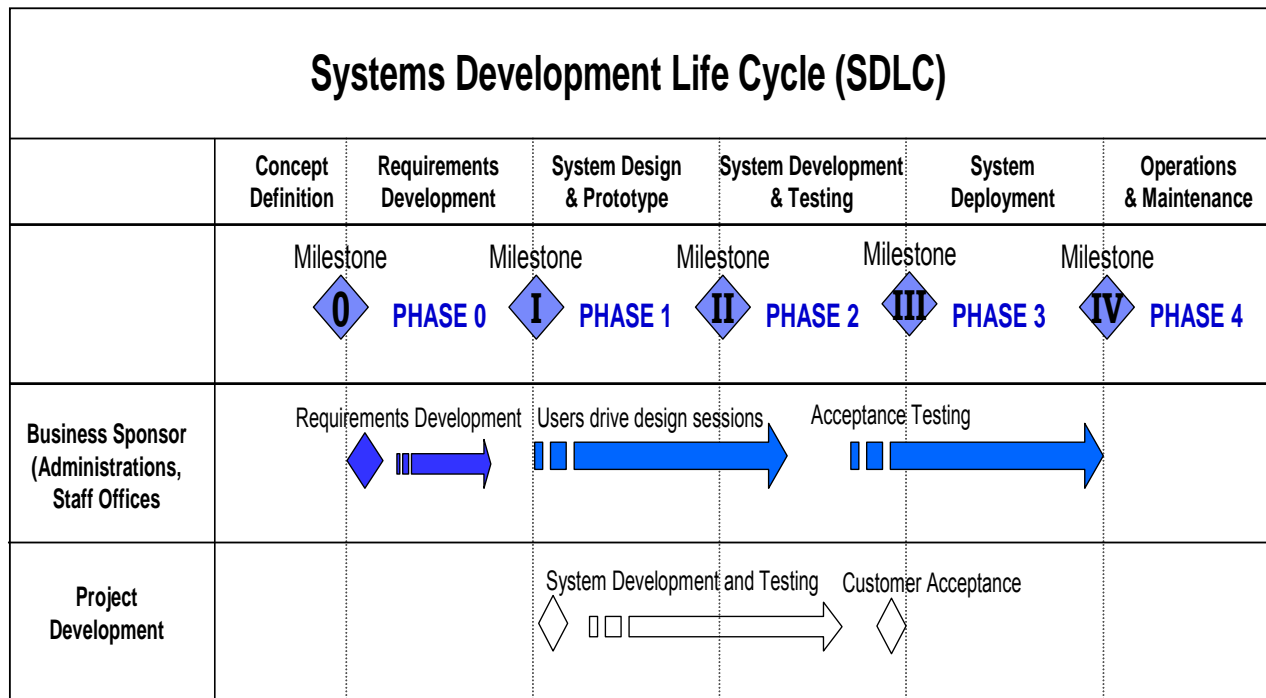 Systems Development Life Cycle (SDLC)
Concept
Definition
Requirements
Development
System Design
& Prototype
System Development
& Testing
System
Deployment
Operations
& Maintenance
Milestone
0
PHASE 0
Milestone
I
PHASE 1
Milestone
II
PHASE 2
Milestone
III
PHASE 3
Milestone
IV
PHASE 4
Business Sponsor
(Administrations,
Staff Offices
Requirements Development
Users drive design sessions
Acceptance Testing
Project
Development
System Development and Testing
Customer Acceptance